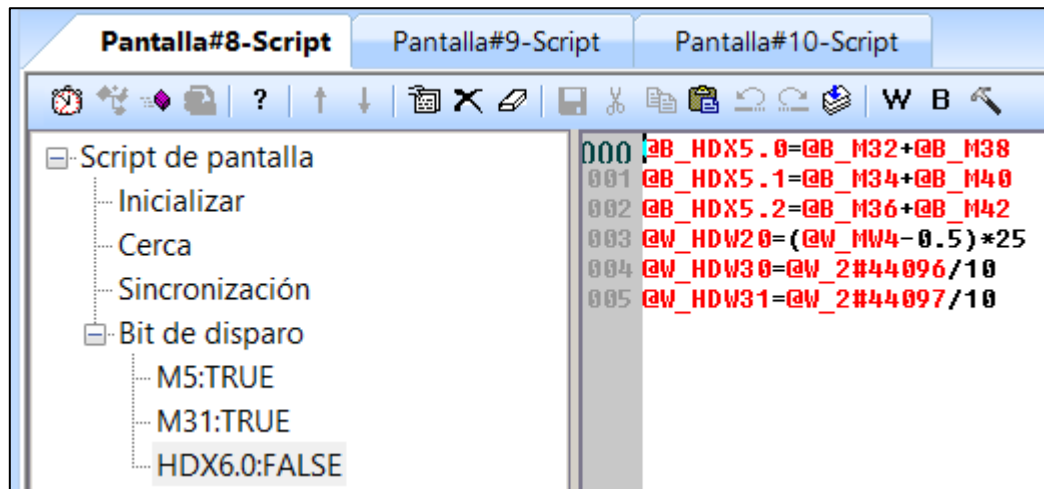 Pantalla#8-Script Pantalla#9-Script Pantalla#10-Script
? W B
Script de pantalla
Inicializar
Cerca
Sincronización
Bit de disparo
M5:TRUE
M31:TRUE
HDX6.0:FALSE
000 @B_HDX5.0=@B_M32+@B_M38
001 @B_HDX5.1=@B_M34+@B_M40
002 @B_HDX5.2=@B_M36+@B_M42
003 @W_HDW20=(@W_MW4-0.5)*25
004 @W_HDW30=@W_2#44096/10
005 @W_HDW31=@W_2#44097/10